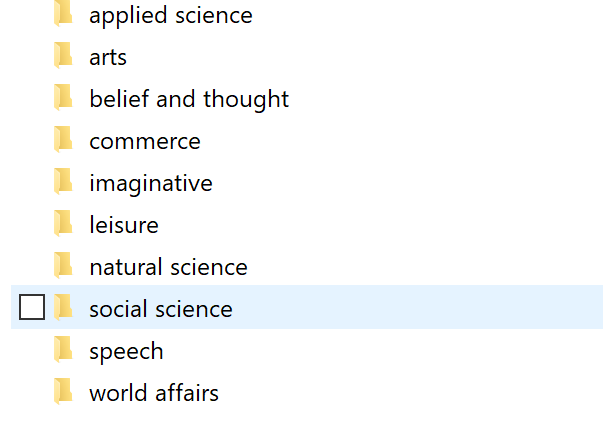 applied science
arts
belief and thought
commerce
imaginative
leisure
natural science
social science
speech
world affairs